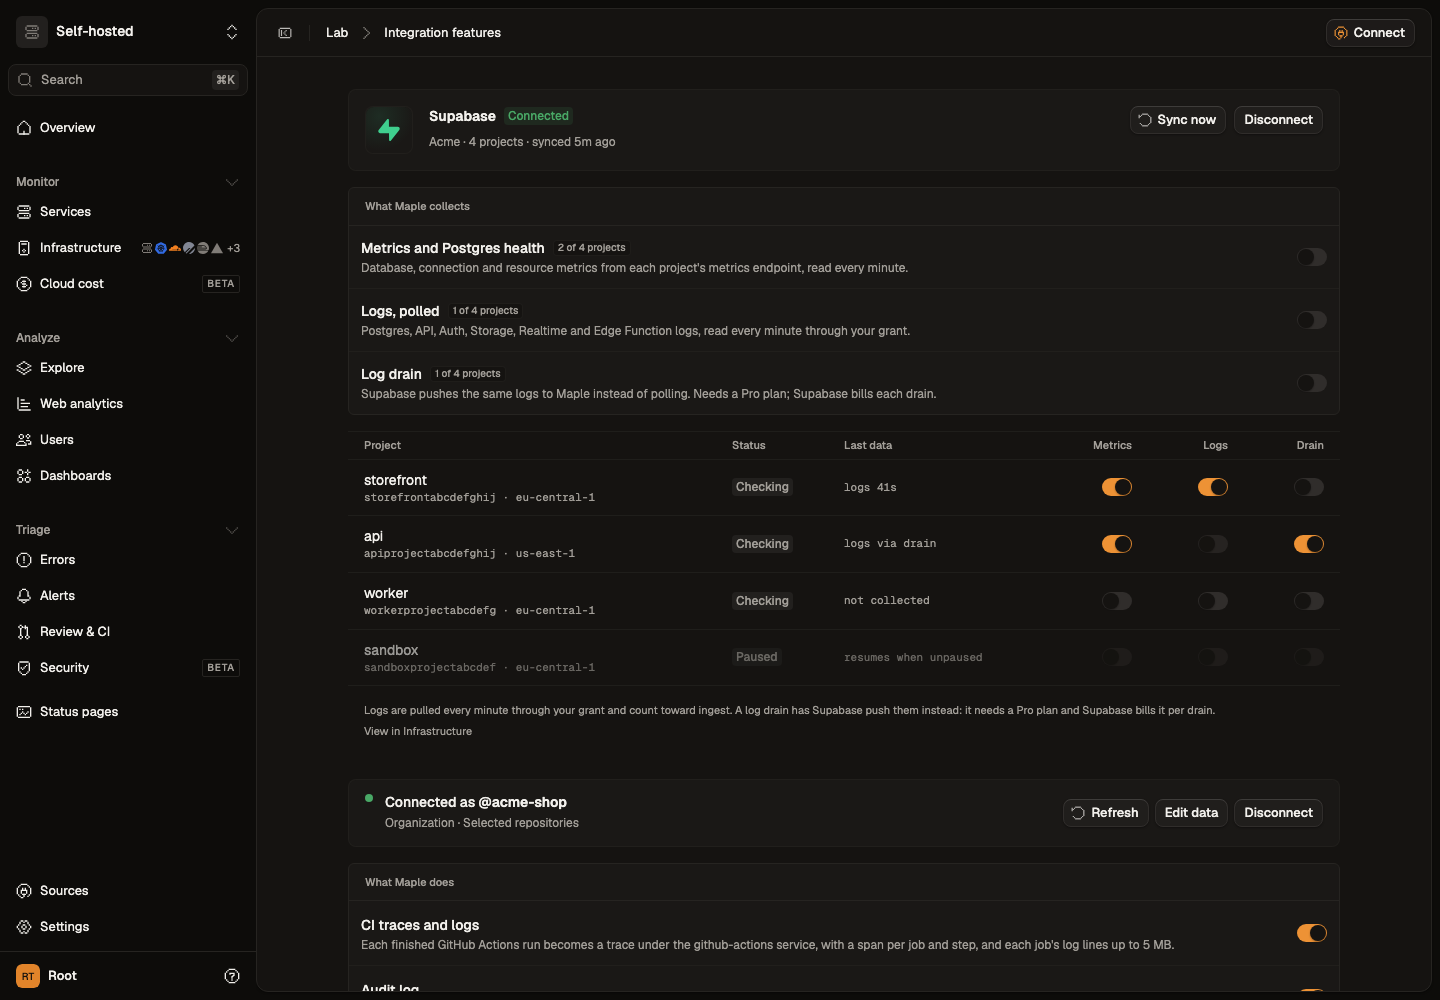 Self-hosted
Search ⌘K
Overview
Monitor
Services
Infrastructure +3
Cloud cost BETA
Analyze
Explore
Web analytics
Users
Dashboards
Triage
Errors
Alerts
Review & CI
Security BETA
Status pages
Sources
Settings
RT Root
Lab Integration features
Connect
Supabase Connected
Acme · 4 projects · synced 5m ago
Sync now Disconnect
What Maple collects
Metrics and Postgres health 2 of 4 projects
Database, connection and resource metrics from each project's metrics endpoint, read every minute.
Logs, polled 1 of 4 projects
Postgres, API, Auth, Storage, Realtime and Edge Function logs, read every minute through your grant.
Log drain 1 of 4 projects
Supabase pushes the same logs to Maple instead of polling. Needs a Pro plan; Supabase bills each drain.
Project Status Last data Metrics Logs Drain
storefront
storefrontabcdefghij · eu-central-1
Checking logs 41s
api
apiprojectabcdefghij · us-east-1
Checking logs via drain
worker
workerprojectabcdefg · eu-central-1
Checking not collected
sandbox
sandboxprojectabcdef · eu-central-1
Paused resumes when unpaused
Logs are pulled every minute through your grant and count toward ingest. A log drain has Supabase push them instead: it needs a Pro plan and Supabase bills it per drain.
View in Infrastructure
Connected as @acme-shop
Organization · Selected repositories
Refresh Edit data Disconnect
What Maple does
CI traces and logs
Each finished GitHub Actions run becomes a trace under the github-actions service, with a span per job and step, and each job's log lines up to 5 MB.
Audit log